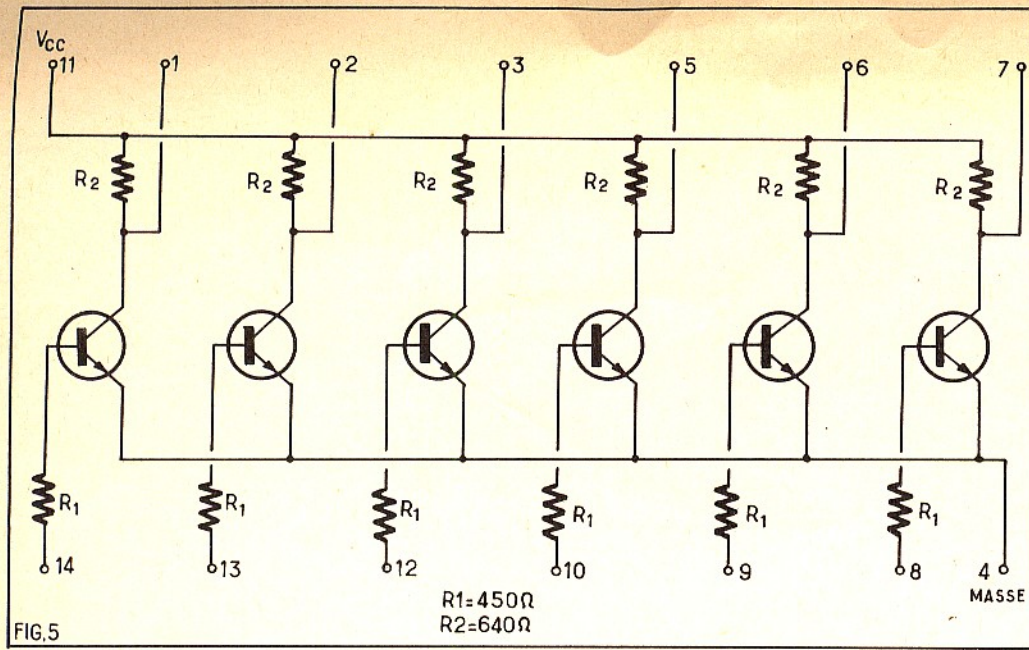 Vcc
11 1 2 3 5 6 7
R2 R2 R2 R2 R2 R2
R1 R1 R1 R1 R1 R1
14 13 12 10 9 8 4
MASSE
R1=450Ω
R2=640Ω
FIG.5